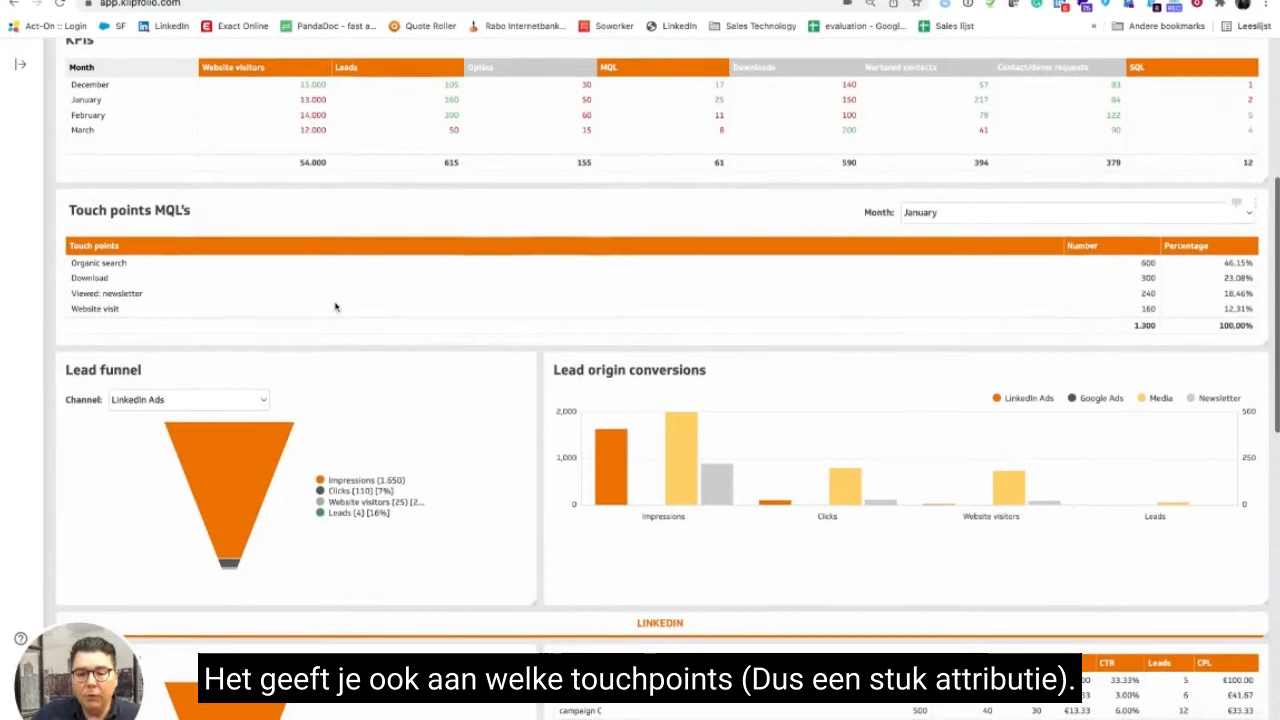 app.klipfolio.com
Act-On :: Login SF LinkedIn Exact Online PandaDoc - fast a... Quote Roller Rabo Internetbank... Soworker LinkedIn Sales Technology evaluation - Googl... Sales lijst » Andere bookmarks Leeslijst
KPIs
Month Website visitors Leads Optins MQL Downloads Nurtured contacts Contact/demo requests SQL
December 15.000 105 30 17 140 57 83 1
January 13.000 160 50 25 150 217 84 2
February 14.000 300 60 11 100 79 122 5
March 12.000 50 15 8 200 41 90 4
54.000 615 155 61 590 394 379 12
Touch points MQL's
Month: January
Touch points Number Percentage
Organic search 600 46,15%
Download 300 23,08%
Viewed: newsletter 240 18,46%
Website visit 160 12,31%
1.300 100,00%
Lead funnel
Channel: LinkedIn Ads
Impressions (1.650)
Clicks (110) [7%]
Website visitors (25) [2...
Leads (4) [16%]
Lead origin conversions
LinkedIn Ads Google Ads Media Newsletter
2,000 500
1,000 250
0 0
Impressions Clicks Website visitors Leads
LINKEDIN
CTR Leads CPL
33.33% 5 €100.00
3.00% 6 €41.67
campaign C 500 40 30 €13.33 6.00% 12 €33.33
Het geeft je ook aan welke touchpoints (Dus een stuk attributie).